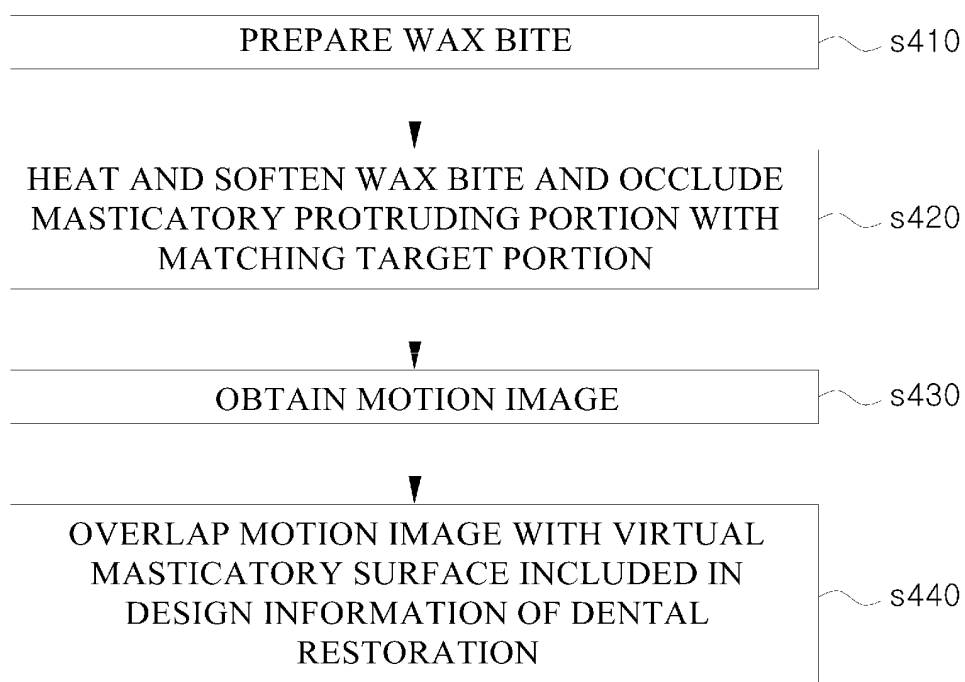 PREPARE WAX BITE
s410
HEAT AND SOFTEN WAX BITE AND OCCLUDE
MASTICATORY PROTRUDING PORTION WITH
MATCHING TARGET PORTION
s420
OBTAIN MOTION IMAGE
s430
OVERLAP MOTION IMAGE WITH VIRTUAL
MASTICATORY SURFACE INCLUDED IN
DESIGN INFORMATION OF DENTAL
RESTORATION
s440